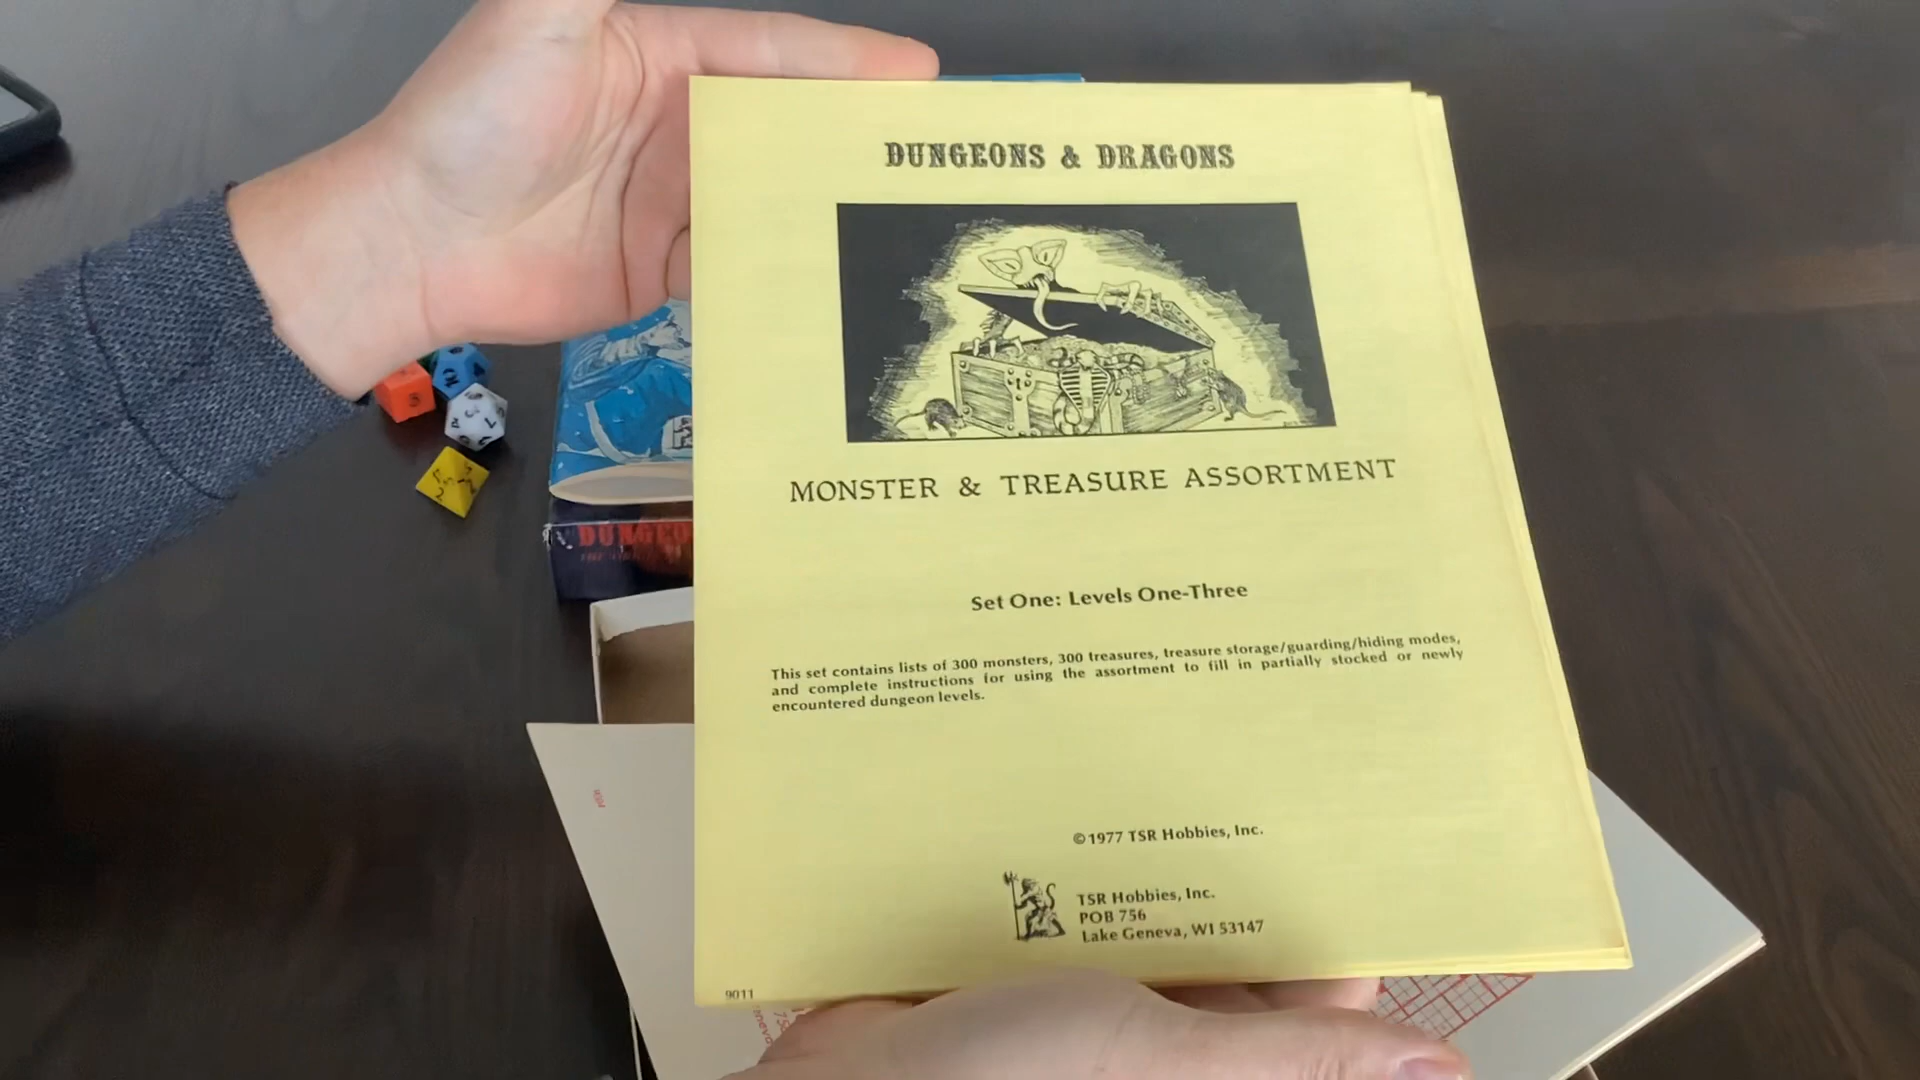 DUNGEONS & DRAGONS
MONSTER & TREASURE ASSORTMENT
Set One: Levels One-Three
This set contains lists of 300 monsters, 300 treasures, treasure storage/guarding/hiding modes,
and complete instructions for using the assortment to fill in partially stocked or newly
encountered dungeon levels.
©1977 TSR Hobbies, Inc.
TSR Hobbies, Inc.
POB 756
Lake Geneva, WI 53147
9011
DUNGEO